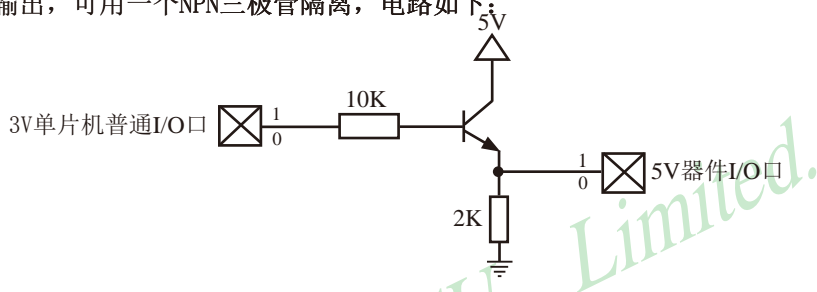 输出，可用一个NPN三极管隔离，电路如下：
5V
10K
3V单片机普通I/O口
1
0
1
0
5V器件I/O口
2K
Limited.